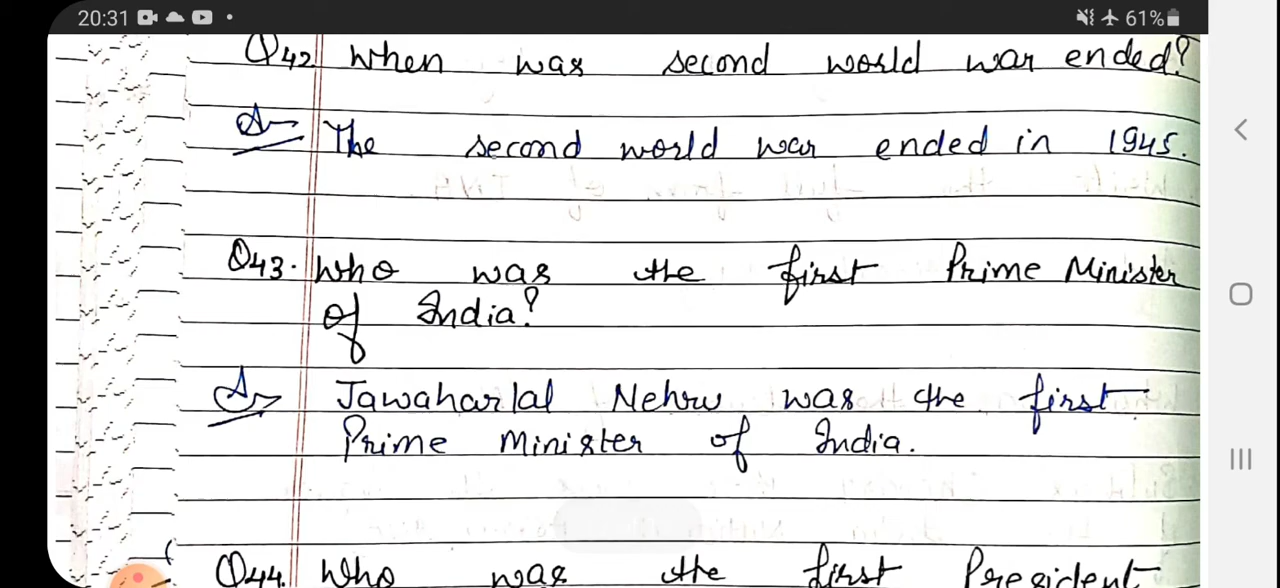 20:31
61%
Q42 When was second world war ended?
The second world war ended in 1945.
Q43. Who was the first Prime Minister
of India?
Jawaharlal Nehru was the first
Prime Minister of India.
Q44. Who was the first President